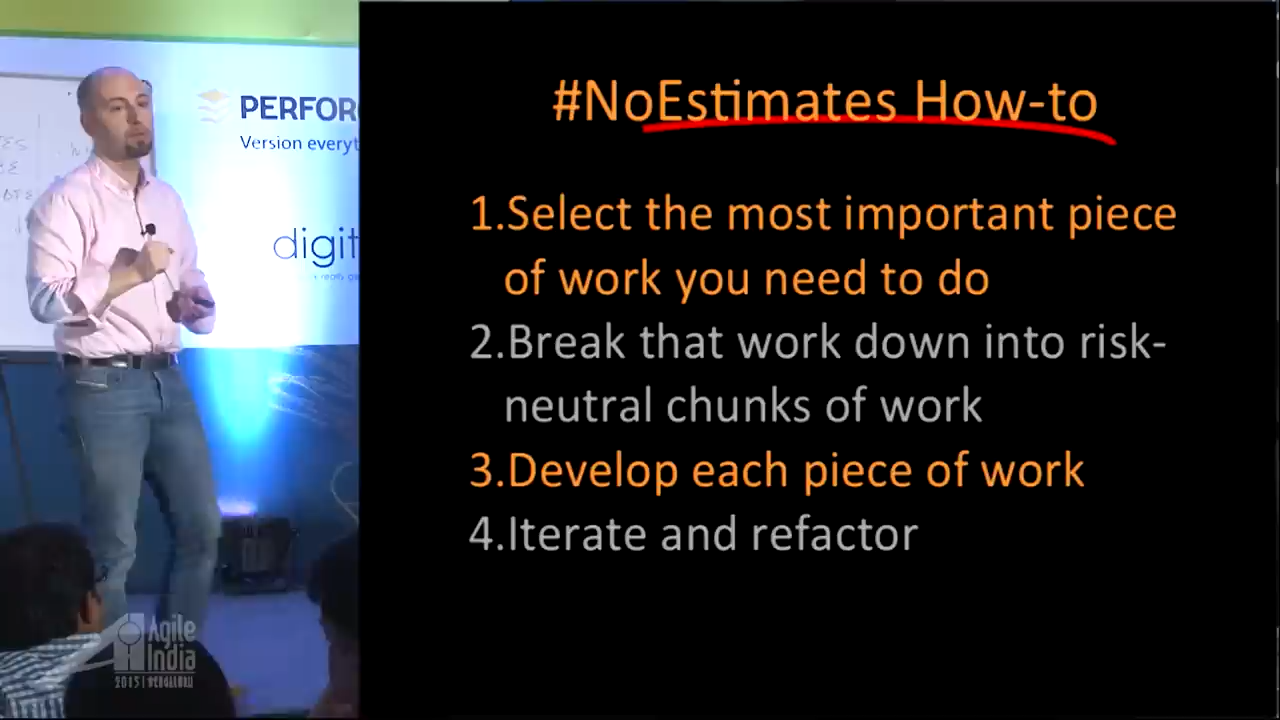 PERFOR
Version everyt
digit
#NoEstimates How-to
1.Select the most important piece
of work you need to do
2.Break that work down into risk-
neutral chunks of work
3.Develop each piece of work
4.Iterate and refactor
Agile
India
2015 | BENGALURU